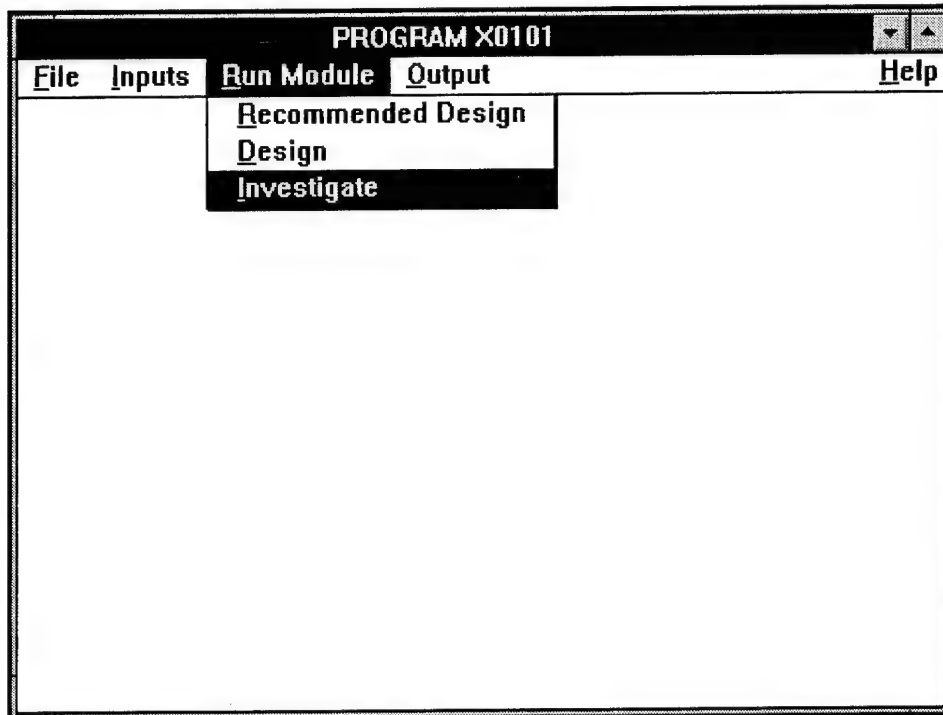 PROGRAM X0101
File Inputs Run Module Output Help
Recommended Design
Design
Investigate